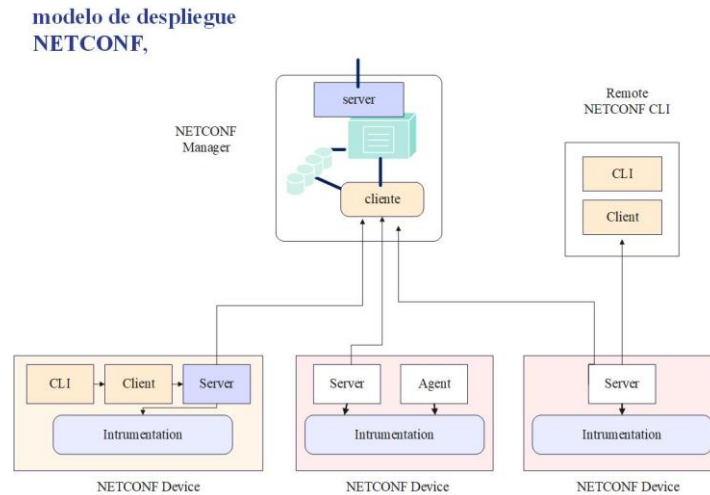 modelo de despliegue
NETCONF,
server
Remote
NETCONF CLI
NETCONF
Manager
CLI
cliente
Client
CLI
Client
Server
Server
Agent
Server
Intrumentation
Intrumentation
Intrumentation
NETCONF Device
NETCONF Device
NETCONF Device